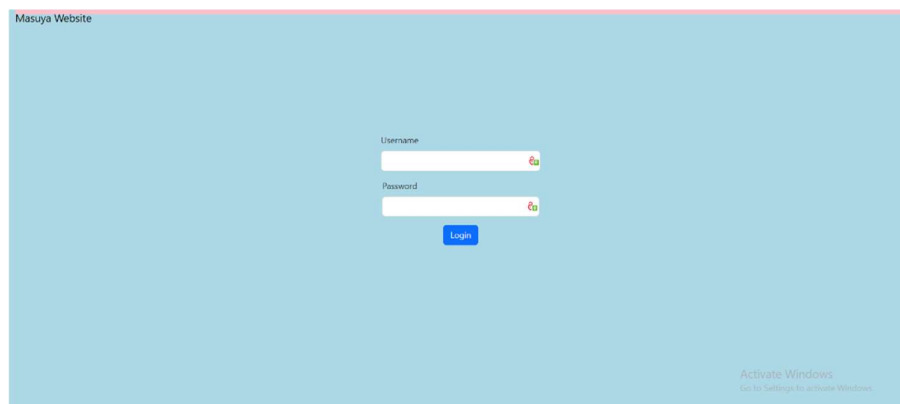 Masuya Website
Username
Password
Login
Activate Windows
Go to Settings to activate Windows.